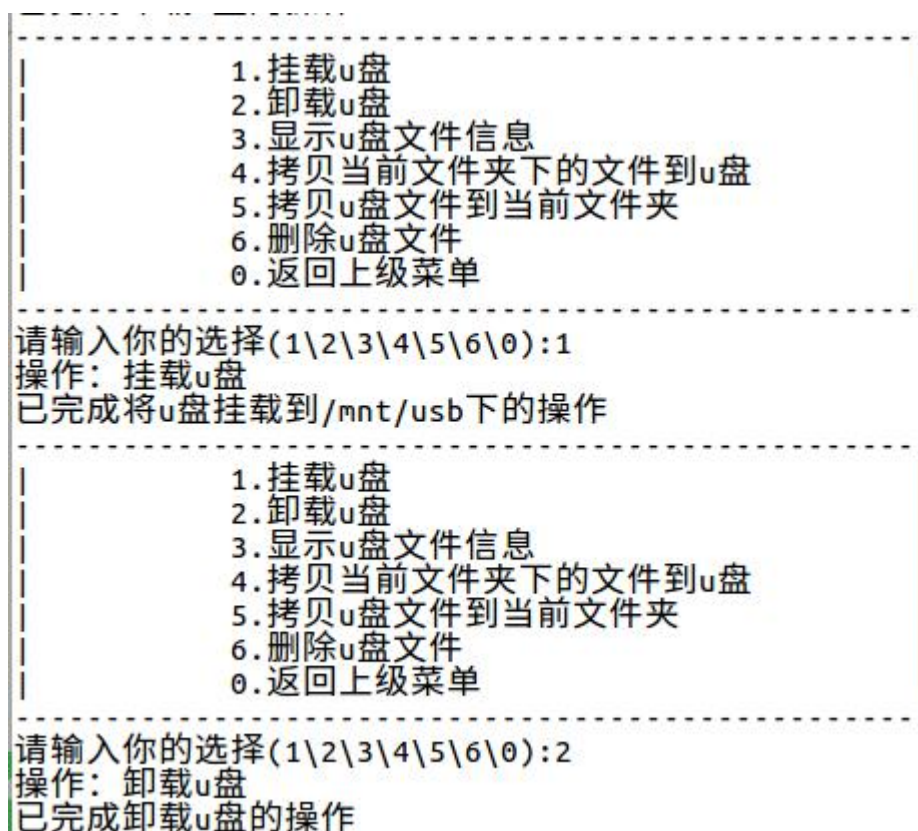 --------------------------------------------------
|          1.挂载u盘
|          2.卸载u盘
|          3.显示u盘文件信息
|          4.拷贝当前文件夹下的文件到u盘
|          5.拷贝u盘文件到当前文件夹
|          6.删除u盘文件
|          0.返回上级菜单
--------------------------------------------------
请输入你的选择(1\2\3\4\5\6\0):1
操作：挂载u盘
已完成将u盘挂载到/mnt/usb下的操作
--------------------------------------------------
|          1.挂载u盘
|          2.卸载u盘
|          3.显示u盘文件信息
|          4.拷贝当前文件夹下的文件到u盘
|          5.拷贝u盘文件到当前文件夹
|          6.删除u盘文件
|          0.返回上级菜单
--------------------------------------------------
请输入你的选择(1\2\3\4\5\6\0):2
操作：卸载u盘
已完成卸载u盘的操作